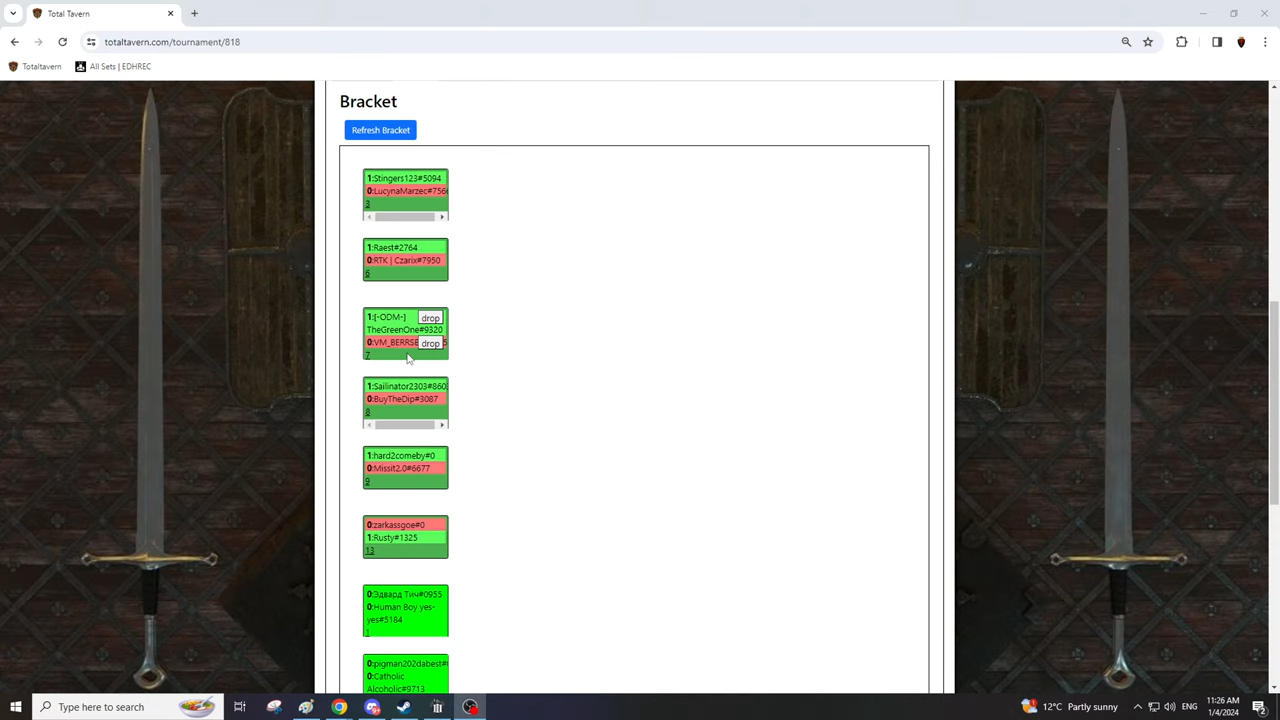 Total Tavern
totaltavern.com/tournament/818
Totaltavern
All Sets | EDHREC
Bracket
Refresh Bracket
1:Stingers123#5094
0:LucynaMarzec#756
3
1:Raest#2764
0:RTK | Czarix#7950
6
1:[-ODM-]
drop
TheGreenOne#9320
0:VM_BERRSE
drop
7
1:Sailinator2303#860
0:BuyTheDip#3087
8
1:hard2comeby#0
0:Missit2.0#6677
9
0:zarkassgoe#0
1:Rusty#1325
13
0:Эдвард Тич#0955
0:Human Boy yes-
yes#5184
1
0:pigman202dabest#
0:Catholic
Alcoholic#9713
Type here to search
12°C Partly sunny
11:26 AM
1/4/2024
2